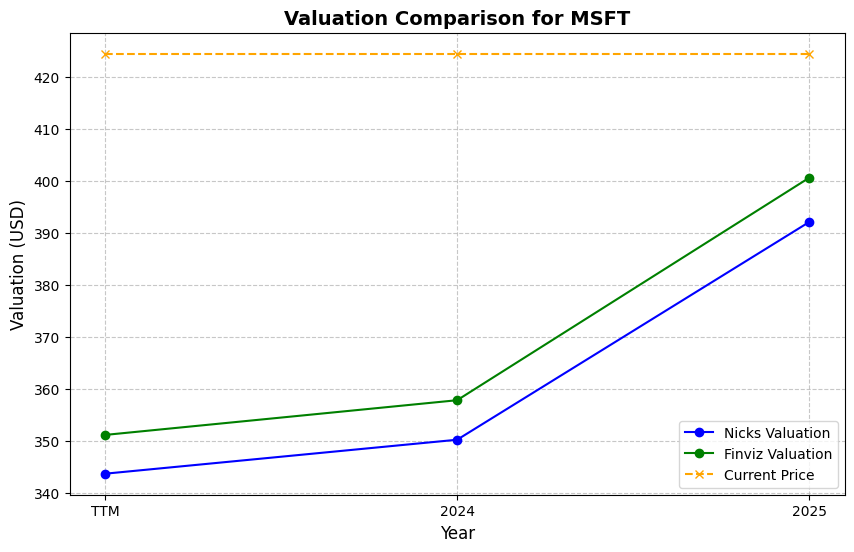 Valuation Comparison for MSFT
Valuation (USD)
420
410
400
390
380
370
360
350
340
TTM
2024
2025
Year
Nicks Valuation
Finviz Valuation
Current Price